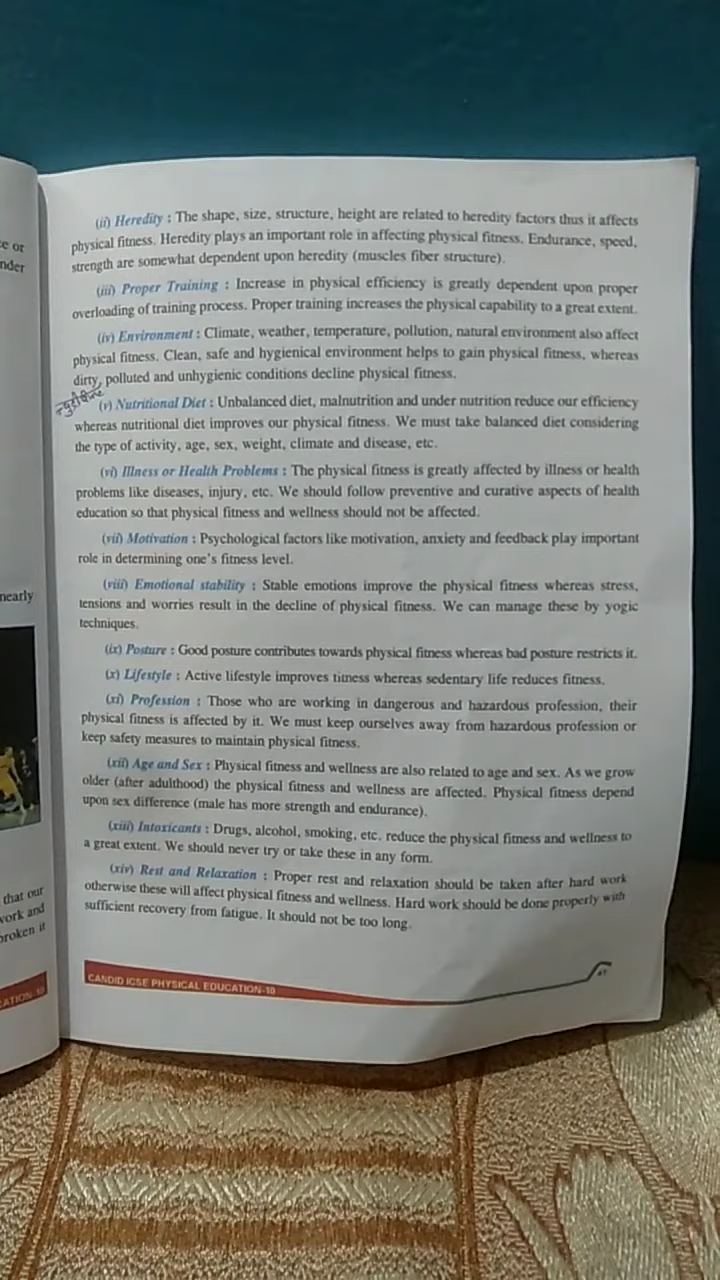 e or
nder
nearly
that our
work and
broken it
CATION-10
(ii) Heredity : The shape, size, structure, height are related to heredity factors thus it affects
physical fitness. Heredity plays an important role in affecting physical fitness. Endurance, speed,
strength are somewhat dependent upon heredity (muscles fiber structure).
(iii) Proper Training : Increase in physical efficiency is greatly dependent upon proper
overloading of training process. Proper training increases the physical capability to a great extent.
(iv) Environment : Climate, weather, temperature, pollution, natural environment also affect
physical fitness. Clean, safe and hygienical environment helps to gain physical fitness, whereas
dirty, polluted and unhygienic conditions decline physical fitness.
(v) Nutritional Diet : Unbalanced diet, malnutrition and under nutrition reduce our efficiency
whereas nutritional diet improves our physical fitness. We must take balanced diet considering
the type of activity, age, sex, weight, climate and disease, etc.
(vi) Illness or Health Problems : The physical fitness is greatly affected by illness or health
problems like diseases, injury, etc. We should follow preventive and curative aspects of health
education so that physical fitness and wellness should not be affected.
(vii) Motivation : Psychological factors like motivation, anxiety and feedback play important
role in determining one's fitness level.
(viii) Emotional stability : Stable emotions improve the physical fitness whereas stress,
tensions and worries result in the decline of physical fitness. We can manage these by yogic
techniques.
(ix) Posture : Good posture contributes towards physical fitness whereas bad posture restricts it.
(x) Lifestyle : Active lifestyle improves fitness whereas sedentary life reduces fitness.
(xi) Profession : Those who are working in dangerous and hazardous profession, their
physical fitness is affected by it. We must keep ourselves away from hazardous profession or
keep safety measures to maintain physical fitness.
(xii) Age and Sex : Physical fitness and wellness are also related to age and sex. As we grow
older (after adulthood) the physical fitness and wellness are affected. Physical fitness depend
upon sex difference (male has more strength and endurance).
(xiii) Intoxicants : Drugs, alcohol, smoking, etc. reduce the physical fitness and wellness to
a great extent. We should never try or take these in any form.
(xiv) Rest and Relaxation : Proper rest and relaxation should be taken after hard work
otherwise these will affect physical fitness and wellness. Hard work should be done properly with
sufficient recovery from fatigue. It should not be too long.
CANDID ICSE PHYSICAL EDUCATION-10